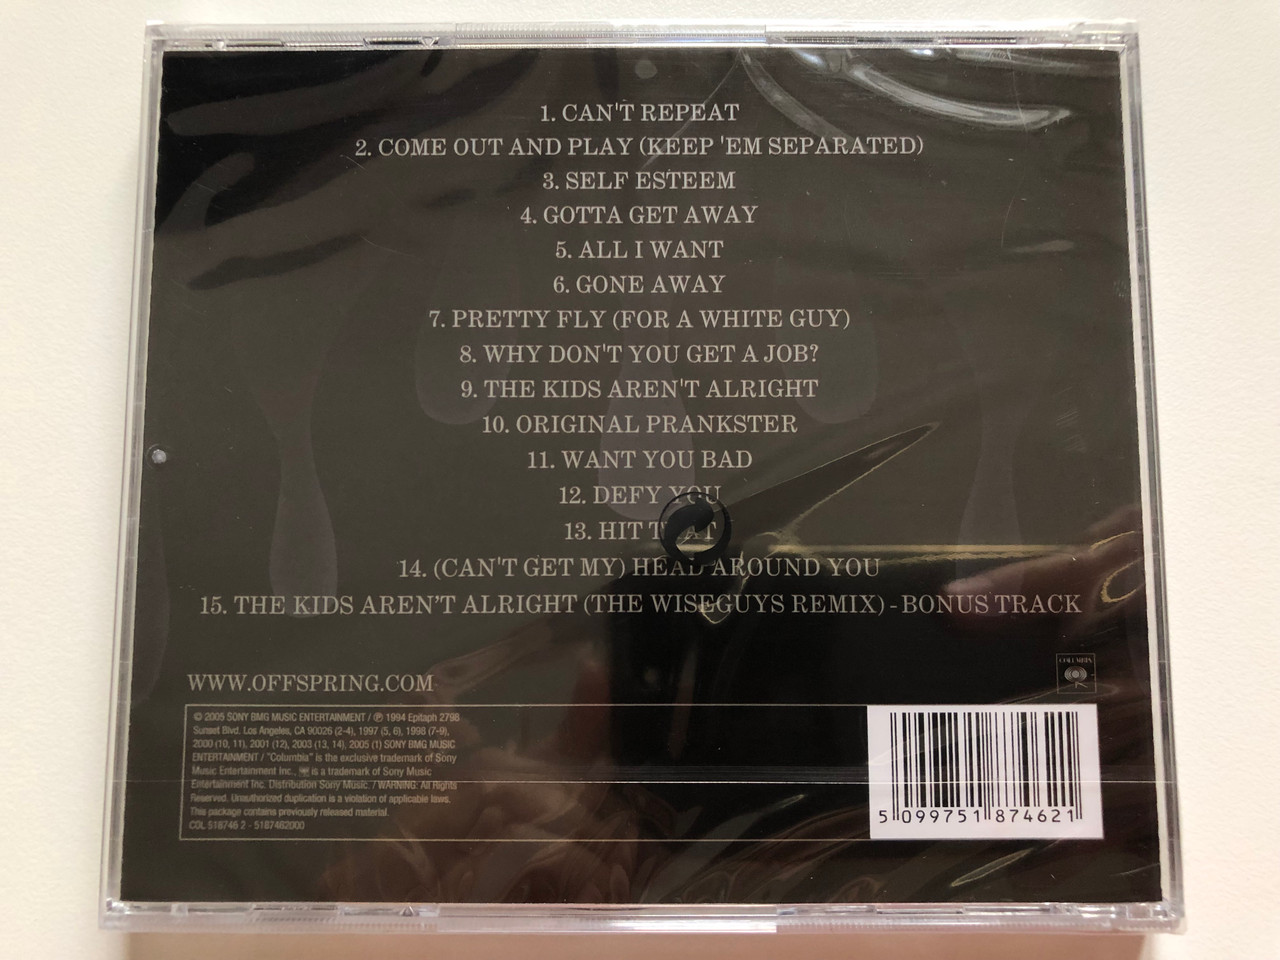 1. CAN'T REPEAT
2. COME OUT AND PLAY (KEEP 'EM SEPARATED)
3. SELF ESTEEM
4. GOTTA GET AWAY
5. ALL I WANT
6. GONE AWAY
7. PRETTY FLY (FOR A WHITE GUY)
8. WHY DON'T YOU GET A JOB?
9. THE KIDS AREN'T ALRIGHT
10. ORIGINAL PRANKSTER
11. WANT YOU BAD
12. DEFY YOU
13. HIT THAT
14. (CAN'T GET MY) HEAD AROUND YOU
15. THE KIDS AREN'T ALRIGHT (THE WISEGUYS REMIX) - BONUS TRACK
COLUMBIA
WWW.OFFSPRING.COM
© 2005 SONY BMG MUSIC ENTERTAINMENT / ℗ 1994 Epitaph 2798
Sunset Blvd. Los Angeles, CA 90026 (2-4), 1997 (5, 6), 1998 (7-9),
2000 (10, 11), 2001 (12), 2003 (13, 14), 2005 (1) SONY BMG MUSIC
ENTERTAINMENT / "Columbia" is the exclusive trademark of Sony
Music Entertainment Inc., is a trademark of Sony Music
Entertainment Inc. Distribution Sony Music. / WARNING: All Rights
Reserved. Unauthorized duplication is a violation of applicable laws.
This package contains previously released material.
COL 518746 2 - 5187462000
5 099751 874621